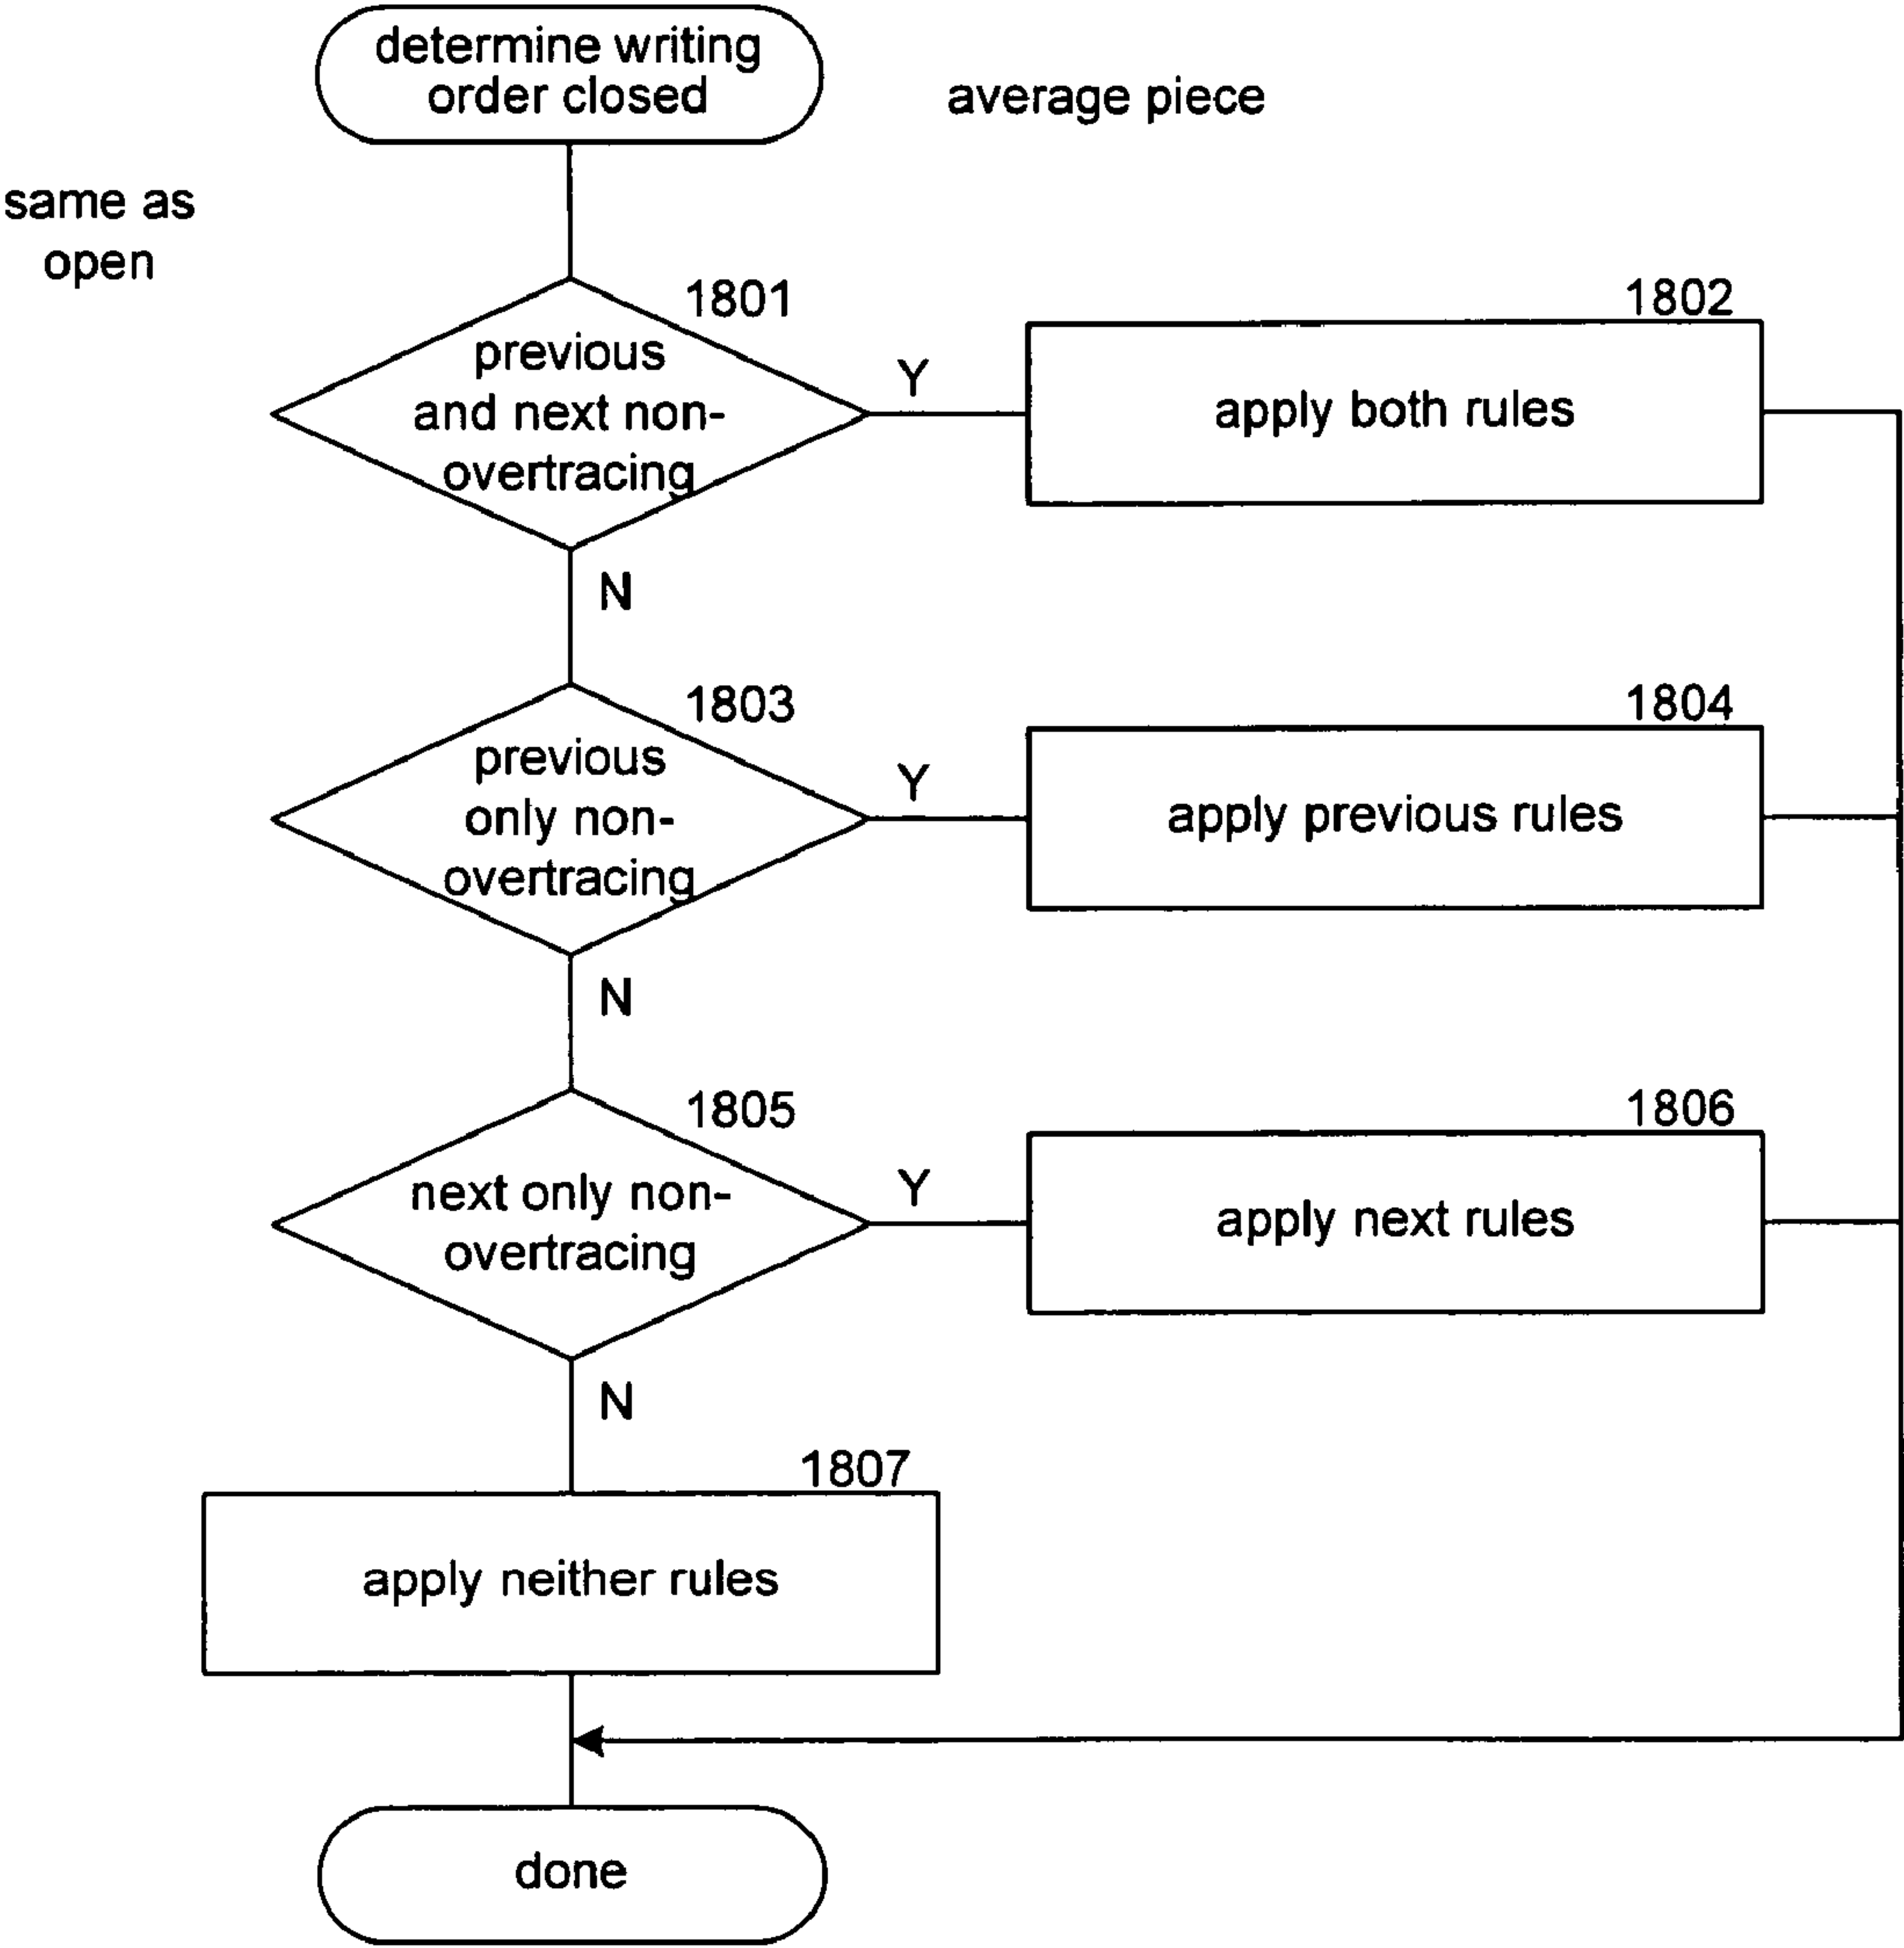 determine writing
order closed
average piece
same as
open
1801
previous
and next non-
overtracing
Y
1802
apply both rules
N
1803
previous
only non-
overtracing
Y
1804
apply previous rules
N
1805
next only non-
overtracing
Y
1806
apply next rules
N
1807
apply neither rules
done